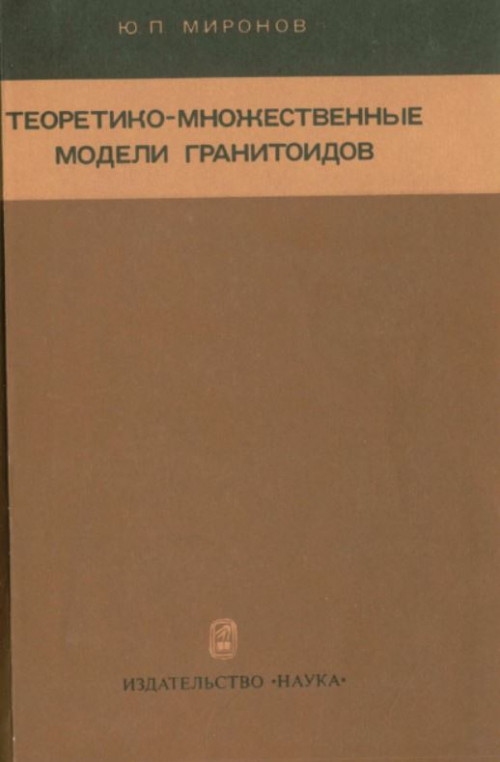 Ю. П. МИРОНОВ
ТЕОРЕТИКО-МНОЖЕСТВЕННЫЕ
МОДЕЛИ ГРАНИТОИДОВ
ИЗДАТЕЛЬСТВО «НАУКА»